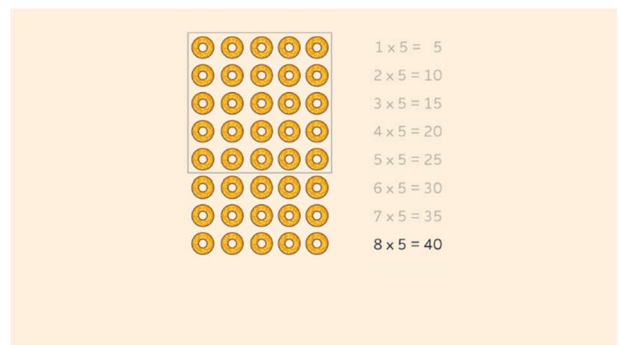 1 x 5 = 5
2 x 5 = 10
3 x 5 = 15
4 x 5 = 20
5 x 5 = 25
6 x 5 = 30
7 x 5 = 35
8 x 5 = 40